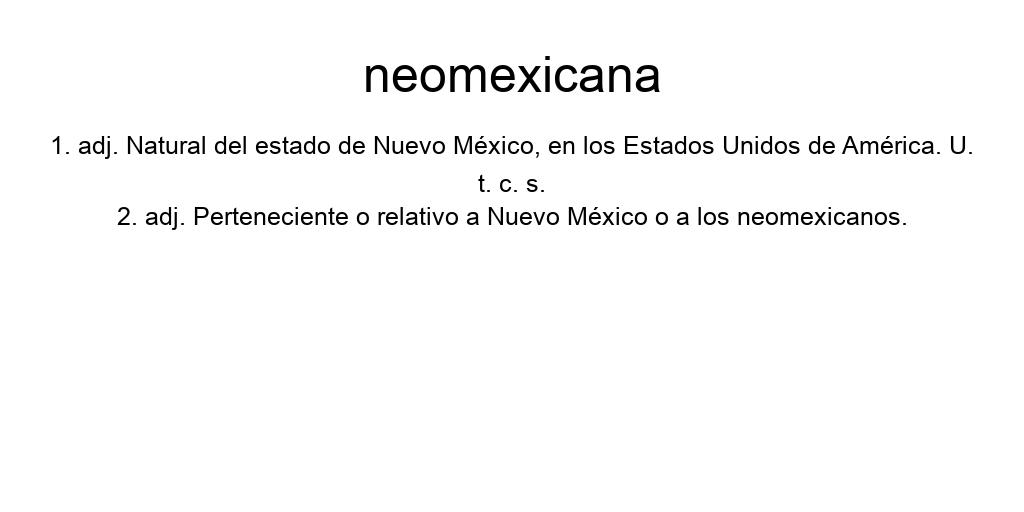 neomexicana
1. adj. Natural del estado de Nuevo México, en los Estados Unidos de América. U.
t. c. s.
2. adj. Perteneciente o relativo a Nuevo México o a los neomexicanos.